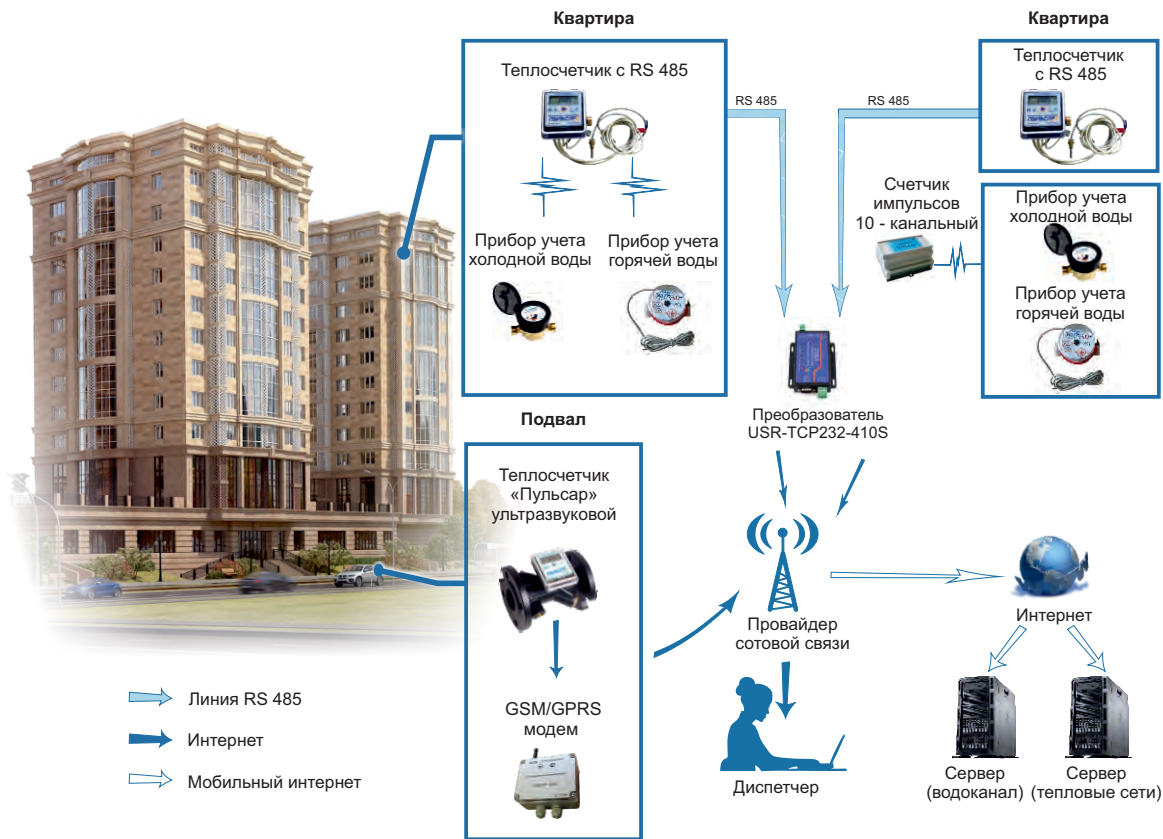 Квартира
Теплосчетчик с RS 485
Прибор учета
холодной воды
Прибор учета
горячей воды
RS 485
RS 485
Квартира
Теплосчетчик
с RS 485
Счетчик
импульсов
10 - канальный
Прибор учета
холодной воды
Прибор учета
горячей воды
Преобразователь
USR-TCP232-410S
Подвал
Теплосчетчик
«Пульсар»
ультразвуковой
GSM/GPRS
модем
Провайдер
сотовой связи
Диспетчер
Интернет
Сервер
(водоканал)
Сервер
(тепловые сети)
Линия RS 485
Интернет
Мобильный интернет